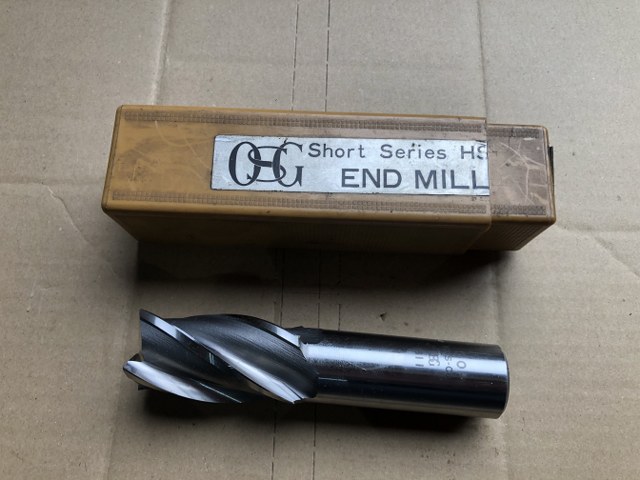 OSG Short Series HS
END MILL